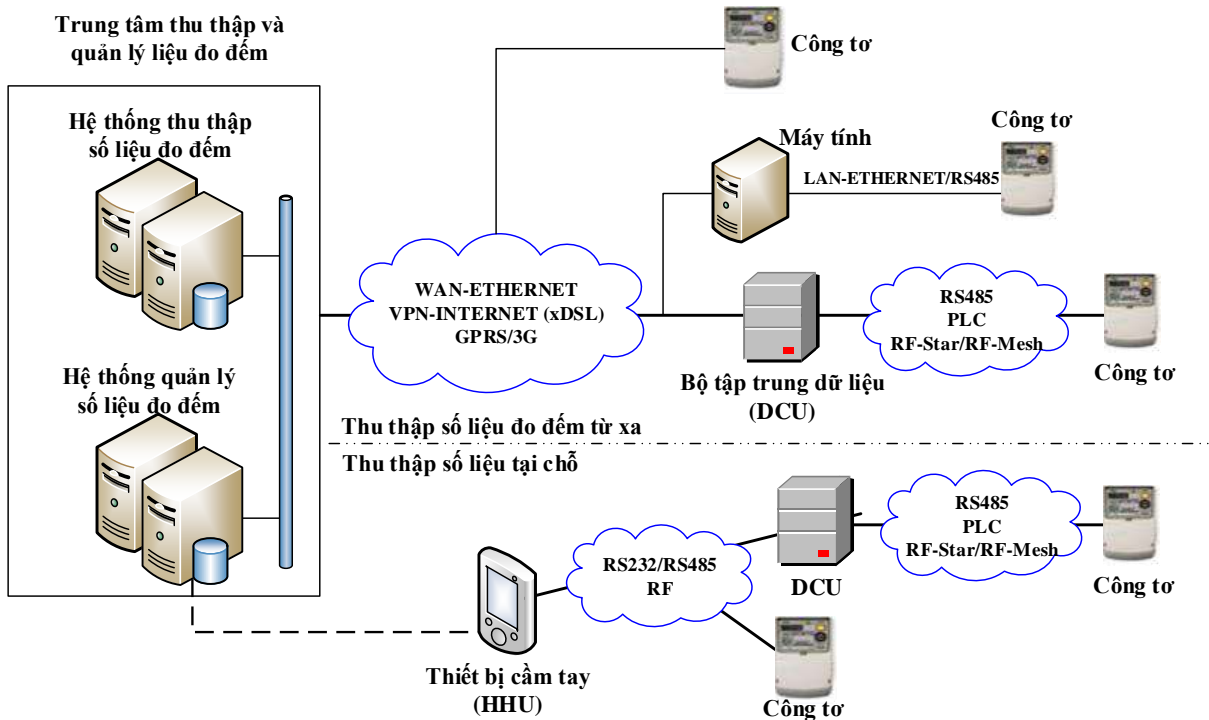 Trung tâm thu thập và
quản lý liệu đo đếm
Hệ thống thu thập
số liệu đo đếm
Hệ thống quản lý
số liệu đo đếm
WAN-ETHERNET
VPN-INTERNET (xDSL)
GPRS/3G
Công tơ
Máy tính
LAN-ETHERNET/RS485
Công tơ
Bộ tập trung dữ liệu
(DCU)
RS485
PLC
RF-Star/RF-Mesh
Công tơ
Thu thập số liệu đo đếm từ xa
Thu thập số liệu tại chỗ
Thiết bị cầm tay
(HHU)
RS232/RS485
RF
DCU
RS485
PLC
RF-Star/RF-Mesh
Công tơ
Công tơ